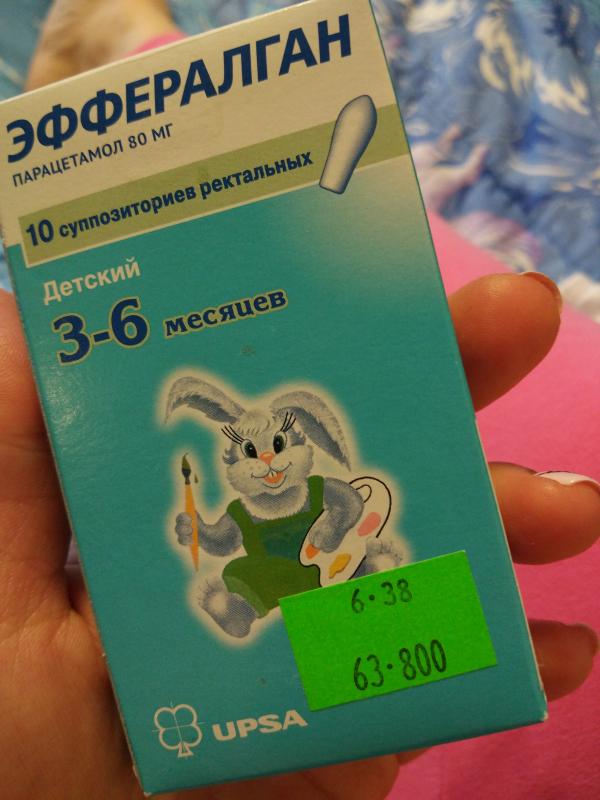 ЭФФЕРАЛГАН
ПАРАЦЕТАМОЛ 80 МГ
10 суппозиториев ректальных
Детский
3-6 месяцев
6.38
63.800
UPSA